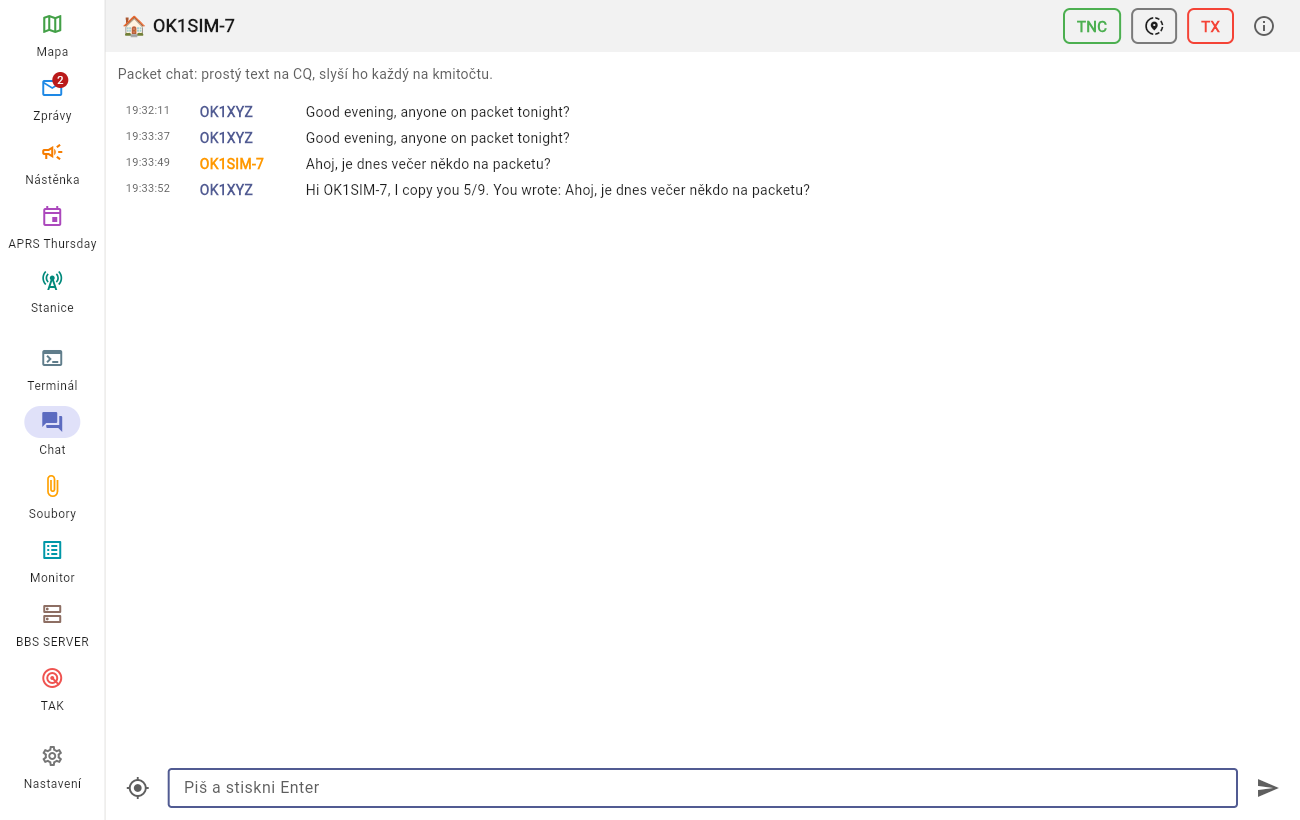 Mapa
2
Zprávy
Nástěnka
APRS Thursday
Stanice
Terminál
Chat
Soubory
Monitor
BBS SERVER
TAK
Nastavení
OK1SIM-7
TNC
TX
Packet chat: prostý text na CQ, slyší ho každý na kmitočtu.
19:32:11 OK1XYZ Good evening, anyone on packet tonight?
19:33:37 OK1XYZ Good evening, anyone on packet tonight?
19:33:49 OK1SIM-7 Ahoj, je dnes večer někdo na packetu?
19:33:52 OK1XYZ Hi OK1SIM-7, I copy you 5/9. You wrote: Ahoj, je dnes večer někdo na packetu?
Piš a stiskni Enter